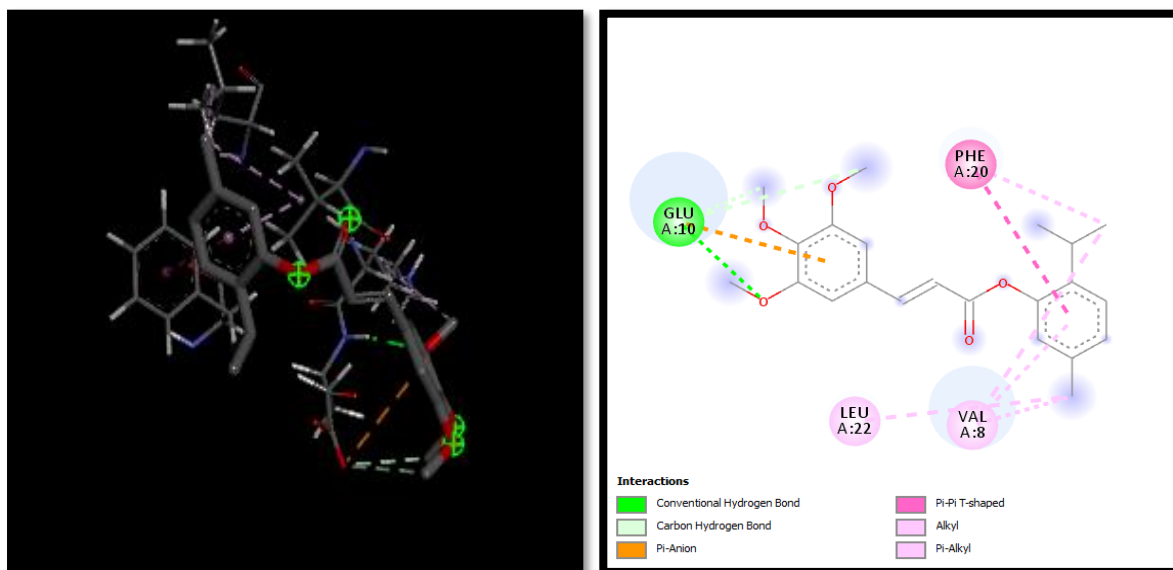 PHE
A:20
O
O
GLU
A:10
O
O
O
LEU
A:22
VAL
A:8
Interactions
Conventional Hydrogen Bond
Carbon Hydrogen Bond
Pi-Anion
Pi-Pi T-shaped
Alkyl
Pi-Alkyl